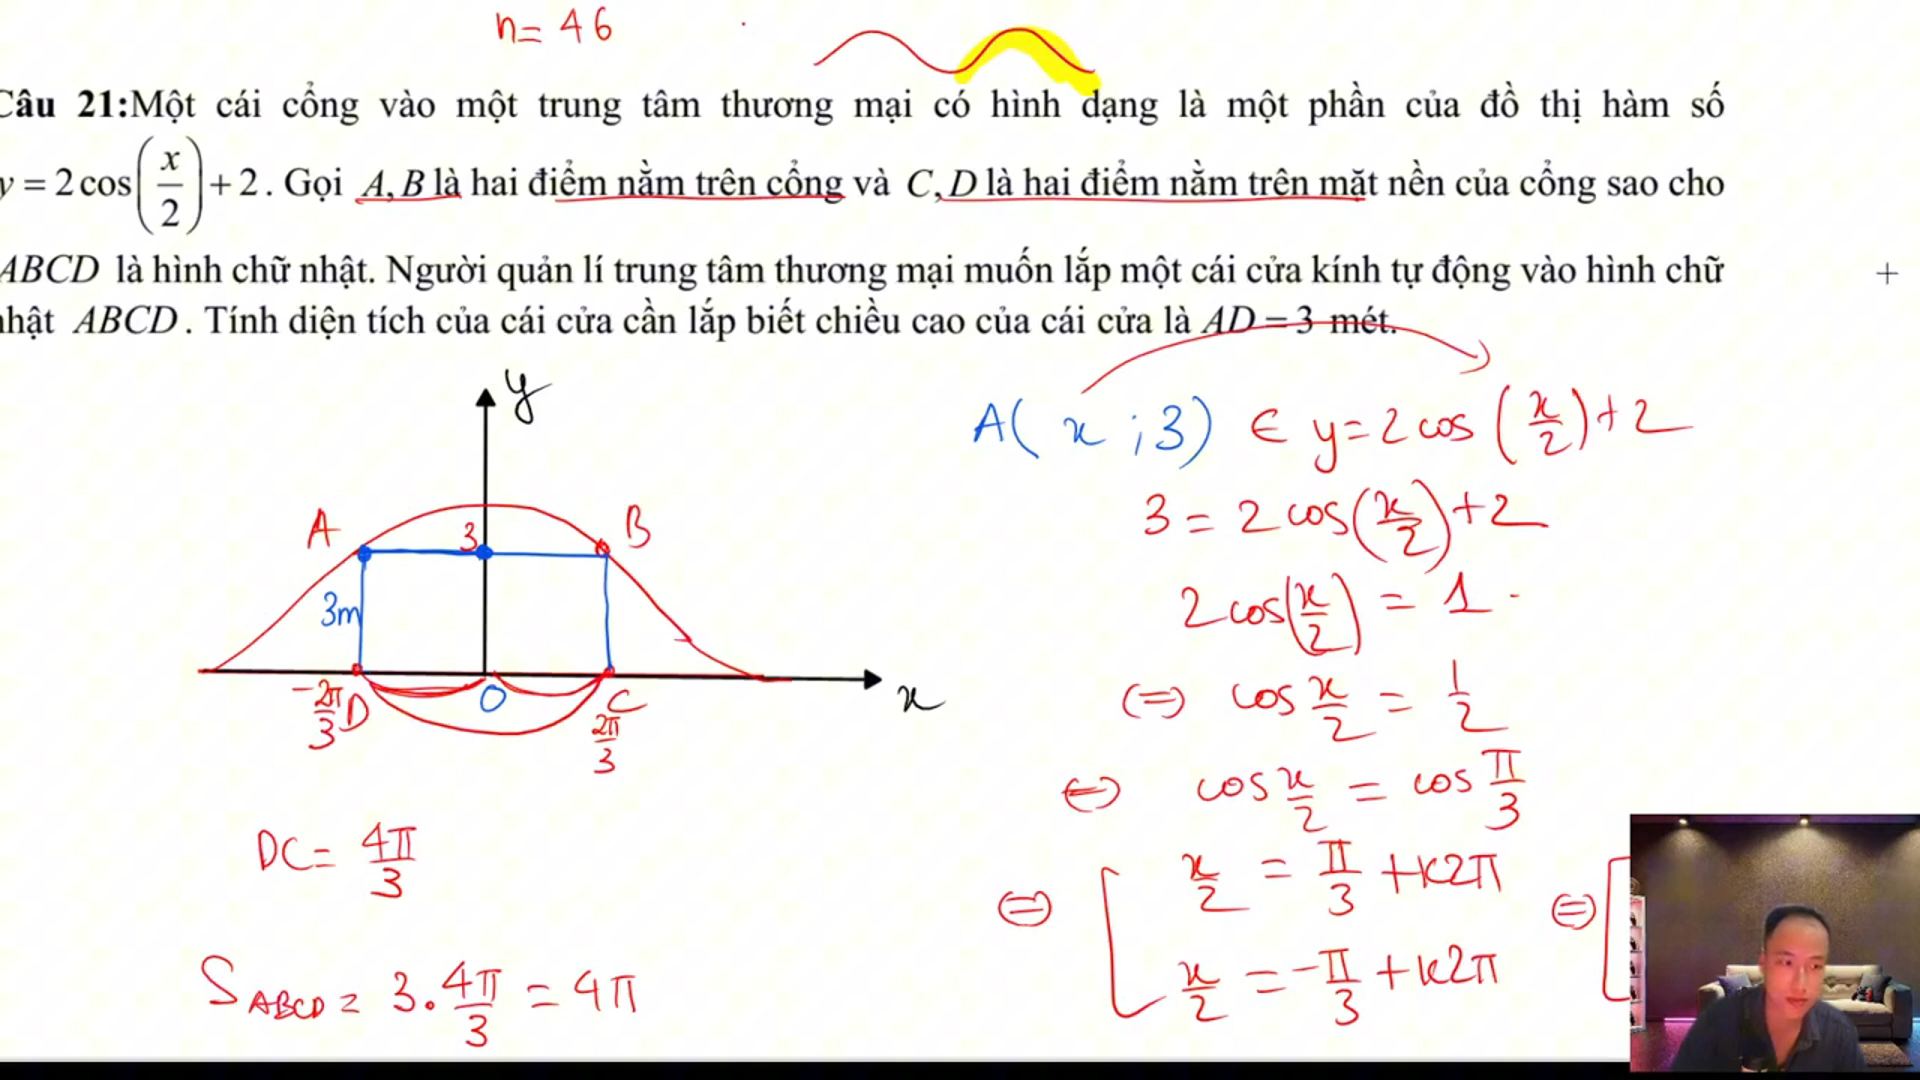 n = 46
Câu 21:Một cái cổng vào một trung tâm thương mại có hình dạng là một phần của đồ thị hàm số
y = 2cos(x/2)+2. Gọi A,B là hai điểm nằm trên cổng và C,D là hai điểm nằm trên mặt nền của cổng sao cho
ABCD là hình chữ nhật. Người quản lí trung tâm thương mại muốn lắp một cái cửa kính tự động vào hình chữ
nhật ABCD. Tính diện tích của cái cửa cần lắp biết chiều cao của cái cửa là AD = 3 mét.
y
A(x;3) ∈ y=2cos(x/2)+2
A 3 B
3 = 2cos(x/2)+2
3m
2cos(x/2) = 1
-2π/3 D O C 2π/3 x
⇔ cos x/2 = 1/2
⇔ cos x/2 = cos π/3
DC = 4π/3
⇔ x/2 = π/3 + k2π ⇔
x/2 = -π/3 + k2π
S ABCD = 3.4π/3 = 4π